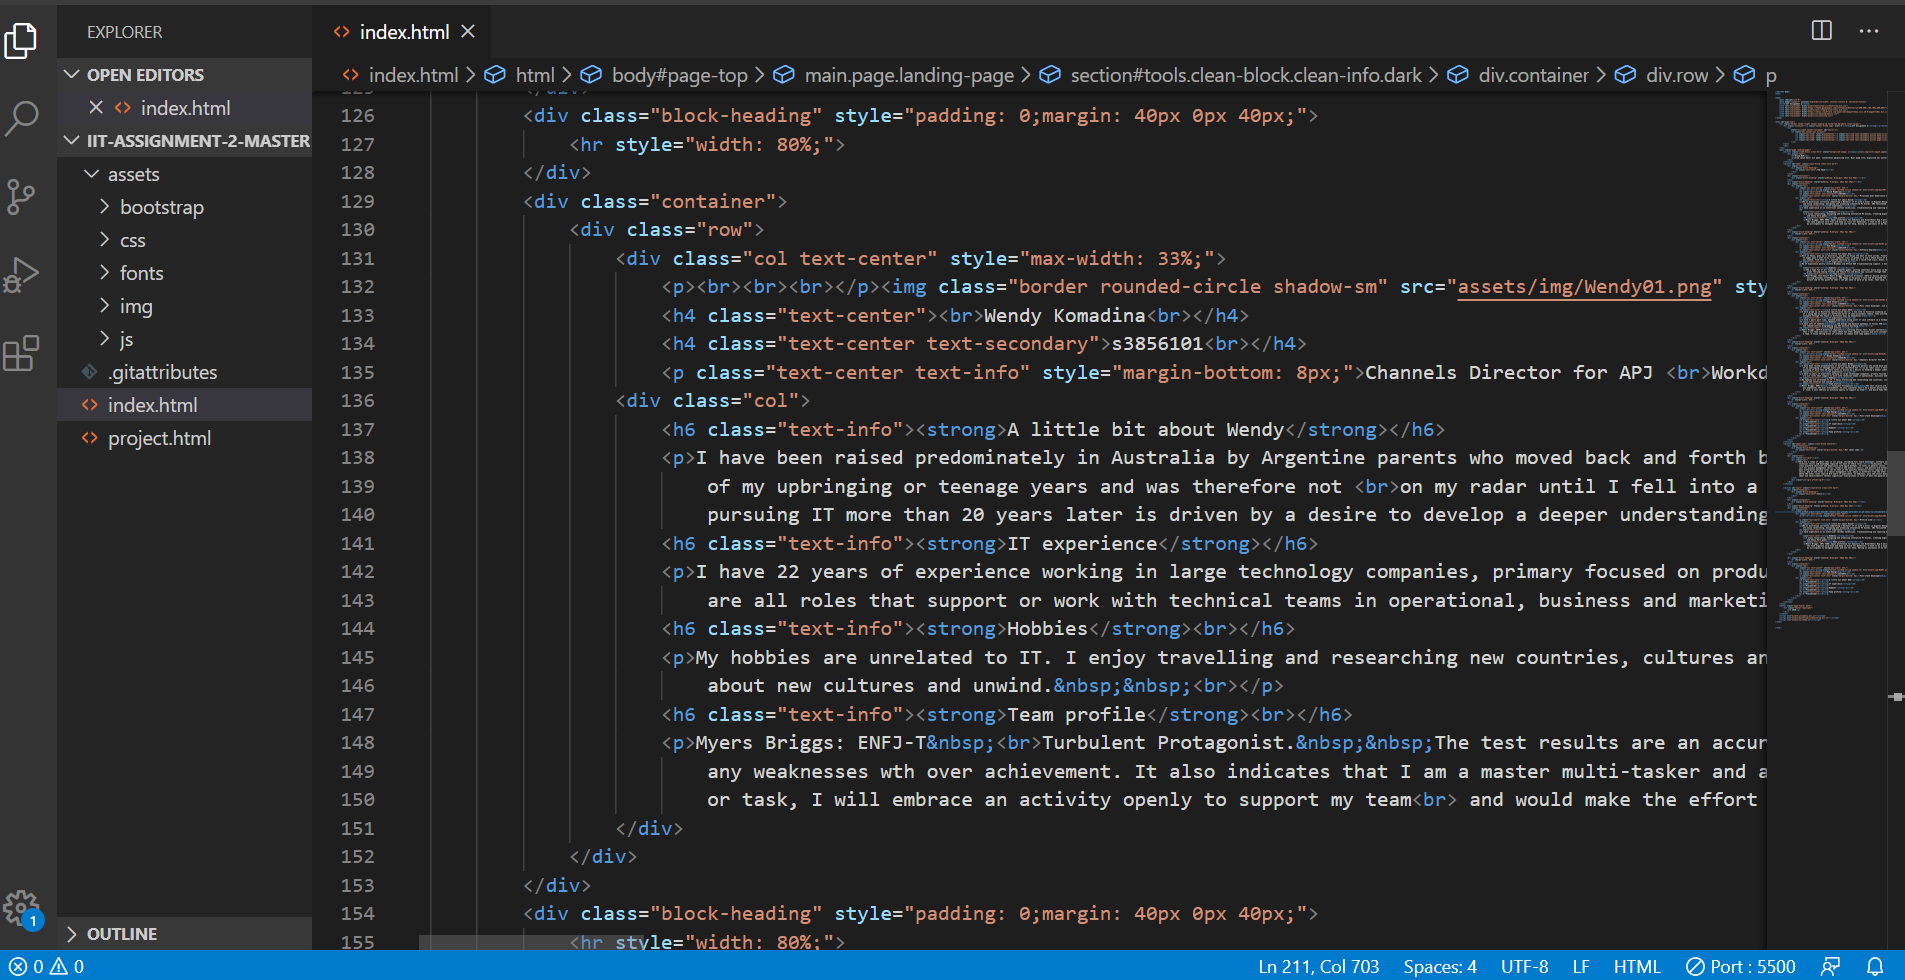 EXPLORER
OPEN EDITORS
index.html
IIT-ASSIGNMENT-2-MASTER
assets
bootstrap
css
fonts
img
js
.gitattributes
index.html
project.html
OUTLINE
index.html
index.html > html > body#page-top > main.page.landing-page > section#tools.clean-block.clean-info.dark > div.container > div.row > p
126 <div class="block-heading" style="padding: 0;margin: 40px 0px 40px;">
127 <hr style="width: 80%;">
128 </div>
129 <div class="container">
130 <div class="row">
131 <div class="col text-center" style="max-width: 33%;">
132 <p><br><br><br></p><img class="border rounded-circle shadow-sm" src="assets/img/Wendy01.png" sty
133 <h4 class="text-center"><br>Wendy Komadina<br></h4>
134 <h4 class="text-center text-secondary">s3856101<br></h4>
135 <p class="text-center text-info" style="margin-bottom: 8px;">Channels Director for APJ <br>Workd
136 <div class="col">
137 <h6 class="text-info"><strong>A little bit about Wendy</strong></h6>
138 <p>I have been raised predominately in Australia by Argentine parents who moved back and forth b
139 of my upbringing or teenage years and was therefore not <br>on my radar until I fell into a
140 pursuing IT more than 20 years later is driven by a desire to develop a deeper understanding
141 <h6 class="text-info"><strong>IT experience</strong></h6>
142 <p>I have 22 years of experience working in large technology companies, primary focused on produ
143 are all roles that support or work with technical teams in operational, business and marketi
144 <h6 class="text-info"><strong>Hobbies</strong><br></h6>
145 <p>My hobbies are unrelated to IT. I enjoy travelling and researching new countries, cultures an
146 about new cultures and unwind.&nbsp;&nbsp;<br></p>
147 <h6 class="text-info"><strong>Team profile</strong><br></h6>
148 <p>Myers Briggs: ENFJ-T&nbsp;<br>Turbulent Protagonist.&nbsp;&nbsp;The test results are an accur
149 any weaknesses wth over achievement. It also indicates that I am a master multi-tasker and a
150 or task, I will embrace an activity openly to support my team<br> and would make the effort
151 </div>
152 </div>
153 </div>
154 <div class="block-heading" style="padding: 0;margin: 40px 0px 40px;">
155 <hr style="width: 80%;">
1
0 0 Ln 211, Col 703 Spaces: 4 UTF-8 LF HTML Port : 5500